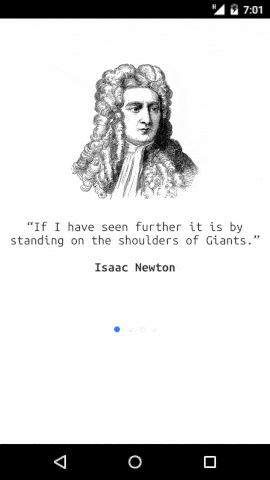 7:01
“If I have seen further it is by
standing on the shoulders of Giants.”
Isaac Newton